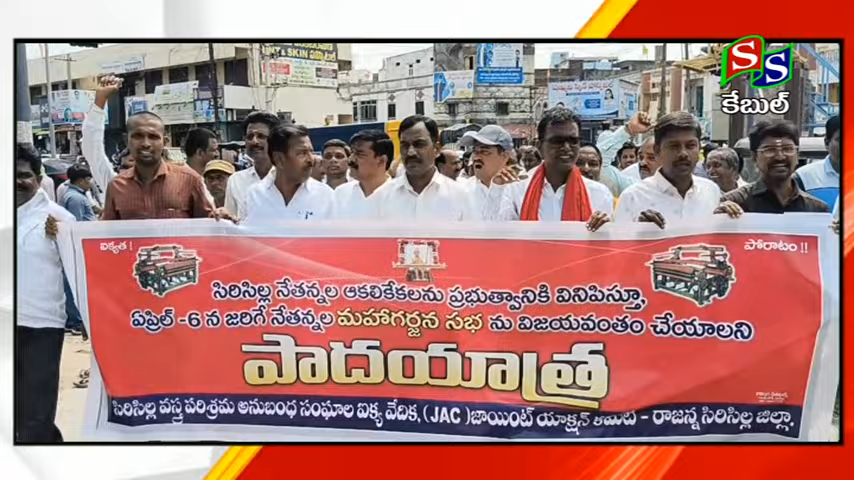 SS
కేబుల్
& SKIN
ఐక్యత !
పోరాటం !!
సిరిసిల్ల నేతన్నల ఆకలికేకలను ప్రభుత్వానికి వినిపిస్తూ,
ఏప్రిల్ -6 న జరిగే నేతన్నల మహాగర్జన సభ ను విజయవంతం చేయాలని
పాదయాత్ర
సిరిసిల్ల వస్త్ర పరిశ్రమ అనుబంధ సంఘాల ఐక్య వేదిక, (JAC )జాయింట్ యాక్షన్ కమిటీ - రాజన్న సిరిసిల్ల జిల్లా.